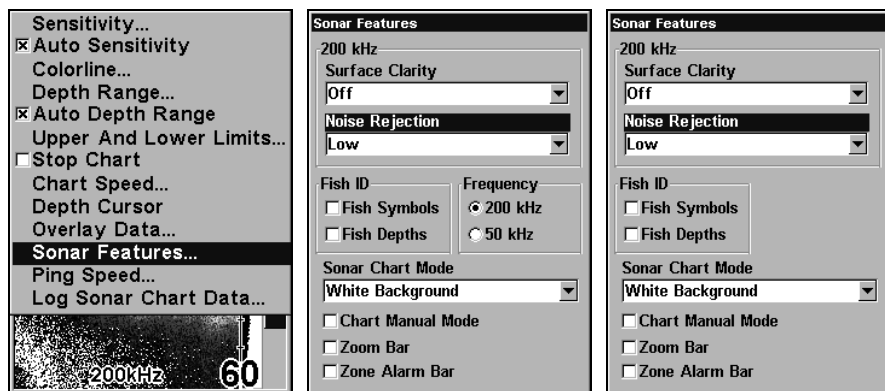 Sensitivity...
Auto Sensitivity
Colorline...
Depth Range...
Auto Depth Range
Upper And Lower Limits...
Stop Chart
Chart Speed...
Depth Cursor
Overlay Data...
Sonar Features...
Ping Speed...
Log Sonar Chart Data...
200kHz
60
Sonar Features
200 kHz
Surface Clarity
Off
Noise Rejection
Low
Fish ID
Fish Symbols
Fish Depths
Frequency
200 kHz
50 kHz
Sonar Chart Mode
White Background
Chart Manual Mode
Zoom Bar
Zone Alarm Bar
Sonar Features
200 kHz
Surface Clarity
Off
Noise Rejection
Low
Fish ID
Fish Symbols
Fish Depths
Sonar Chart Mode
White Background
Chart Manual Mode
Zoom Bar
Zone Alarm Bar